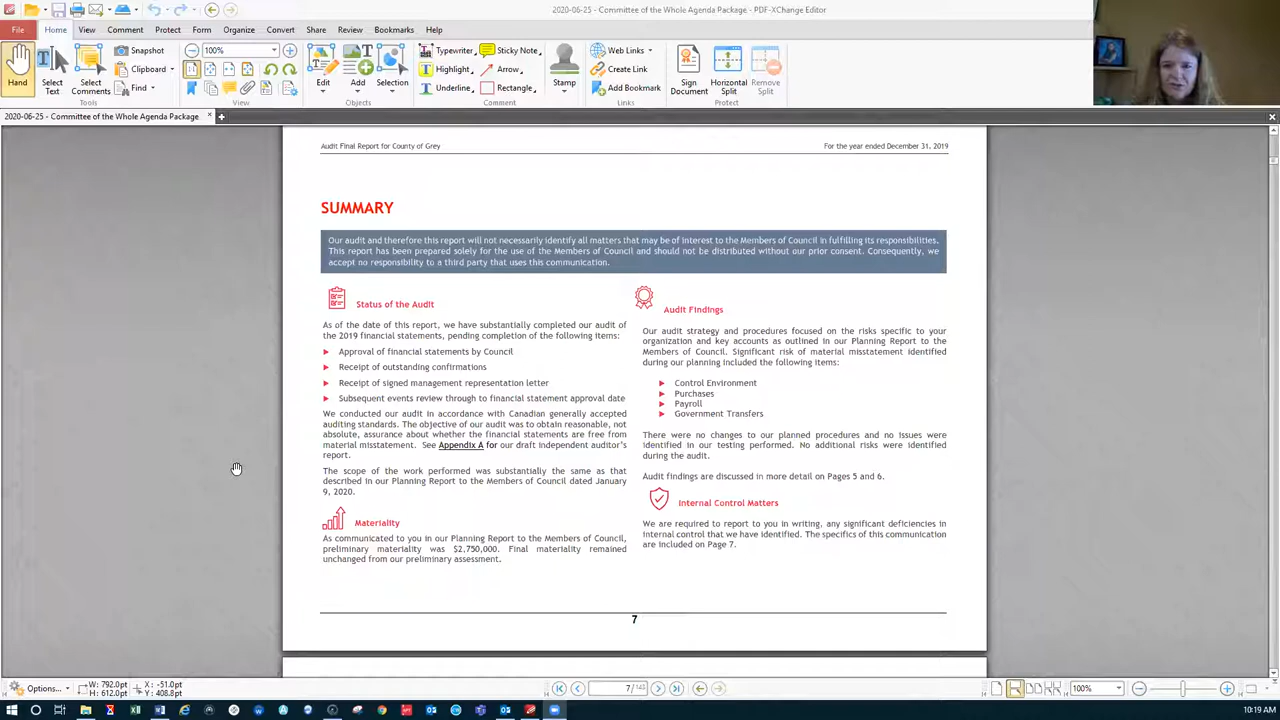 2020-06-25 - Committee of the Whole Agenda Package - PDF-XChange Editor
File Home View Comment Protect Form Organize Convert Share Review Bookmarks
Hand
Select Text
Select Comments
Snapshot
Clipboard
Find
Tools
100%
View
Edit
Add
Selection
Objects
Typewriter
Highlight
Underline
Sticky Note
Arrow
Rectangle
Stamp
Comment
Web Links
Create Link
Add Bookmark
Links
Sign Document
Horizontal Split
Remove Split
Protect
2020-06-25 - Committee of the Whole Agenda Package
Audit Final Report for County of Grey
For the year ended December 31, 2019
SUMMARY
Our audit and therefore this report will not necessarily identify all matters that may be of interest to the Members of Council in fulfilling its responsibilities.
This report has been prepared solely for the use of the Members of Council and should not be distributed without our prior consent. Consequently, we
accept no responsibility to a third party that uses this communication.
Status of the Audit
As of the date of this report, we have substantially completed our audit of
the 2019 financial statements, pending completion of the following items:
Approval of financial statements by Council
Receipt of outstanding confirmations
Receipt of signed management representation letter
Subsequent events review through to financial statement approval date
We conducted our audit in accordance with Canadian generally accepted
auditing standards. The objective of our audit was to obtain reasonable, not
absolute, assurance about whether the financial statements are free from
material misstatement. See Appendix A for our draft independent auditor's
report.
The scope of the work performed was substantially the same as that
described in our Planning Report to the Members of Council dated January
9, 2020.
Materiality
As communicated to you in our Planning Report to the Members of Council,
preliminary materiality was $2,750,000. Final materiality remained
unchanged from our preliminary assessment.
Audit Findings
Our audit strategy and procedures focused on the risks specific to your
organization and key accounts as outlined in our Planning Report to the
Members of Council. Significant risk of material misstatement identified
during our planning included the following items:
Control Environment
Purchases
Payroll
Government Transfers
There were no changes to our planned procedures and no issues were
identified in our testing performed. No additional risks were identified
during the audit.
Audit findings are discussed in more detail on Pages 5 and 6.
Internal Control Matters
We are required to report to you in writing, any significant deficiencies in
internal control that we have identified. The specifics of this communication
are included on Page 7.
7
Options...
W: 792.0pt
H: 612.0pt
X: -51.0pt
Y: 408.8pt
7/
100%
10:19 AM